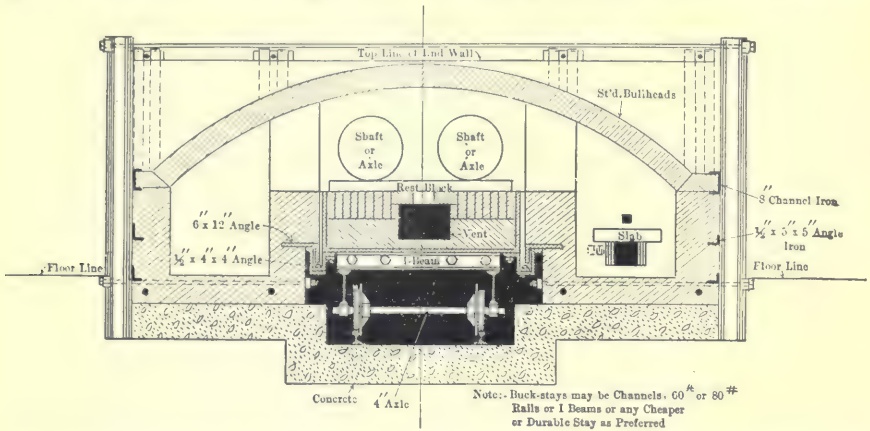 Top Line of End Wall
St'd. Bullheads
Shaft
or
Axle
Shaft
or
Axle
Rest Block
8" Channel Iron
6" x 12" Angle
Vent
Slab
½" x 5" x 5" Angle
Iron
½" x 4" x 4" Angle
I-Beam
Floor Line
Floor Line
Concrete
4" Axle
Note:- Buck-stays may be Channels, 60# or 80#
Rails or I Beams or any Cheaper
or Durable Stay as Preferred